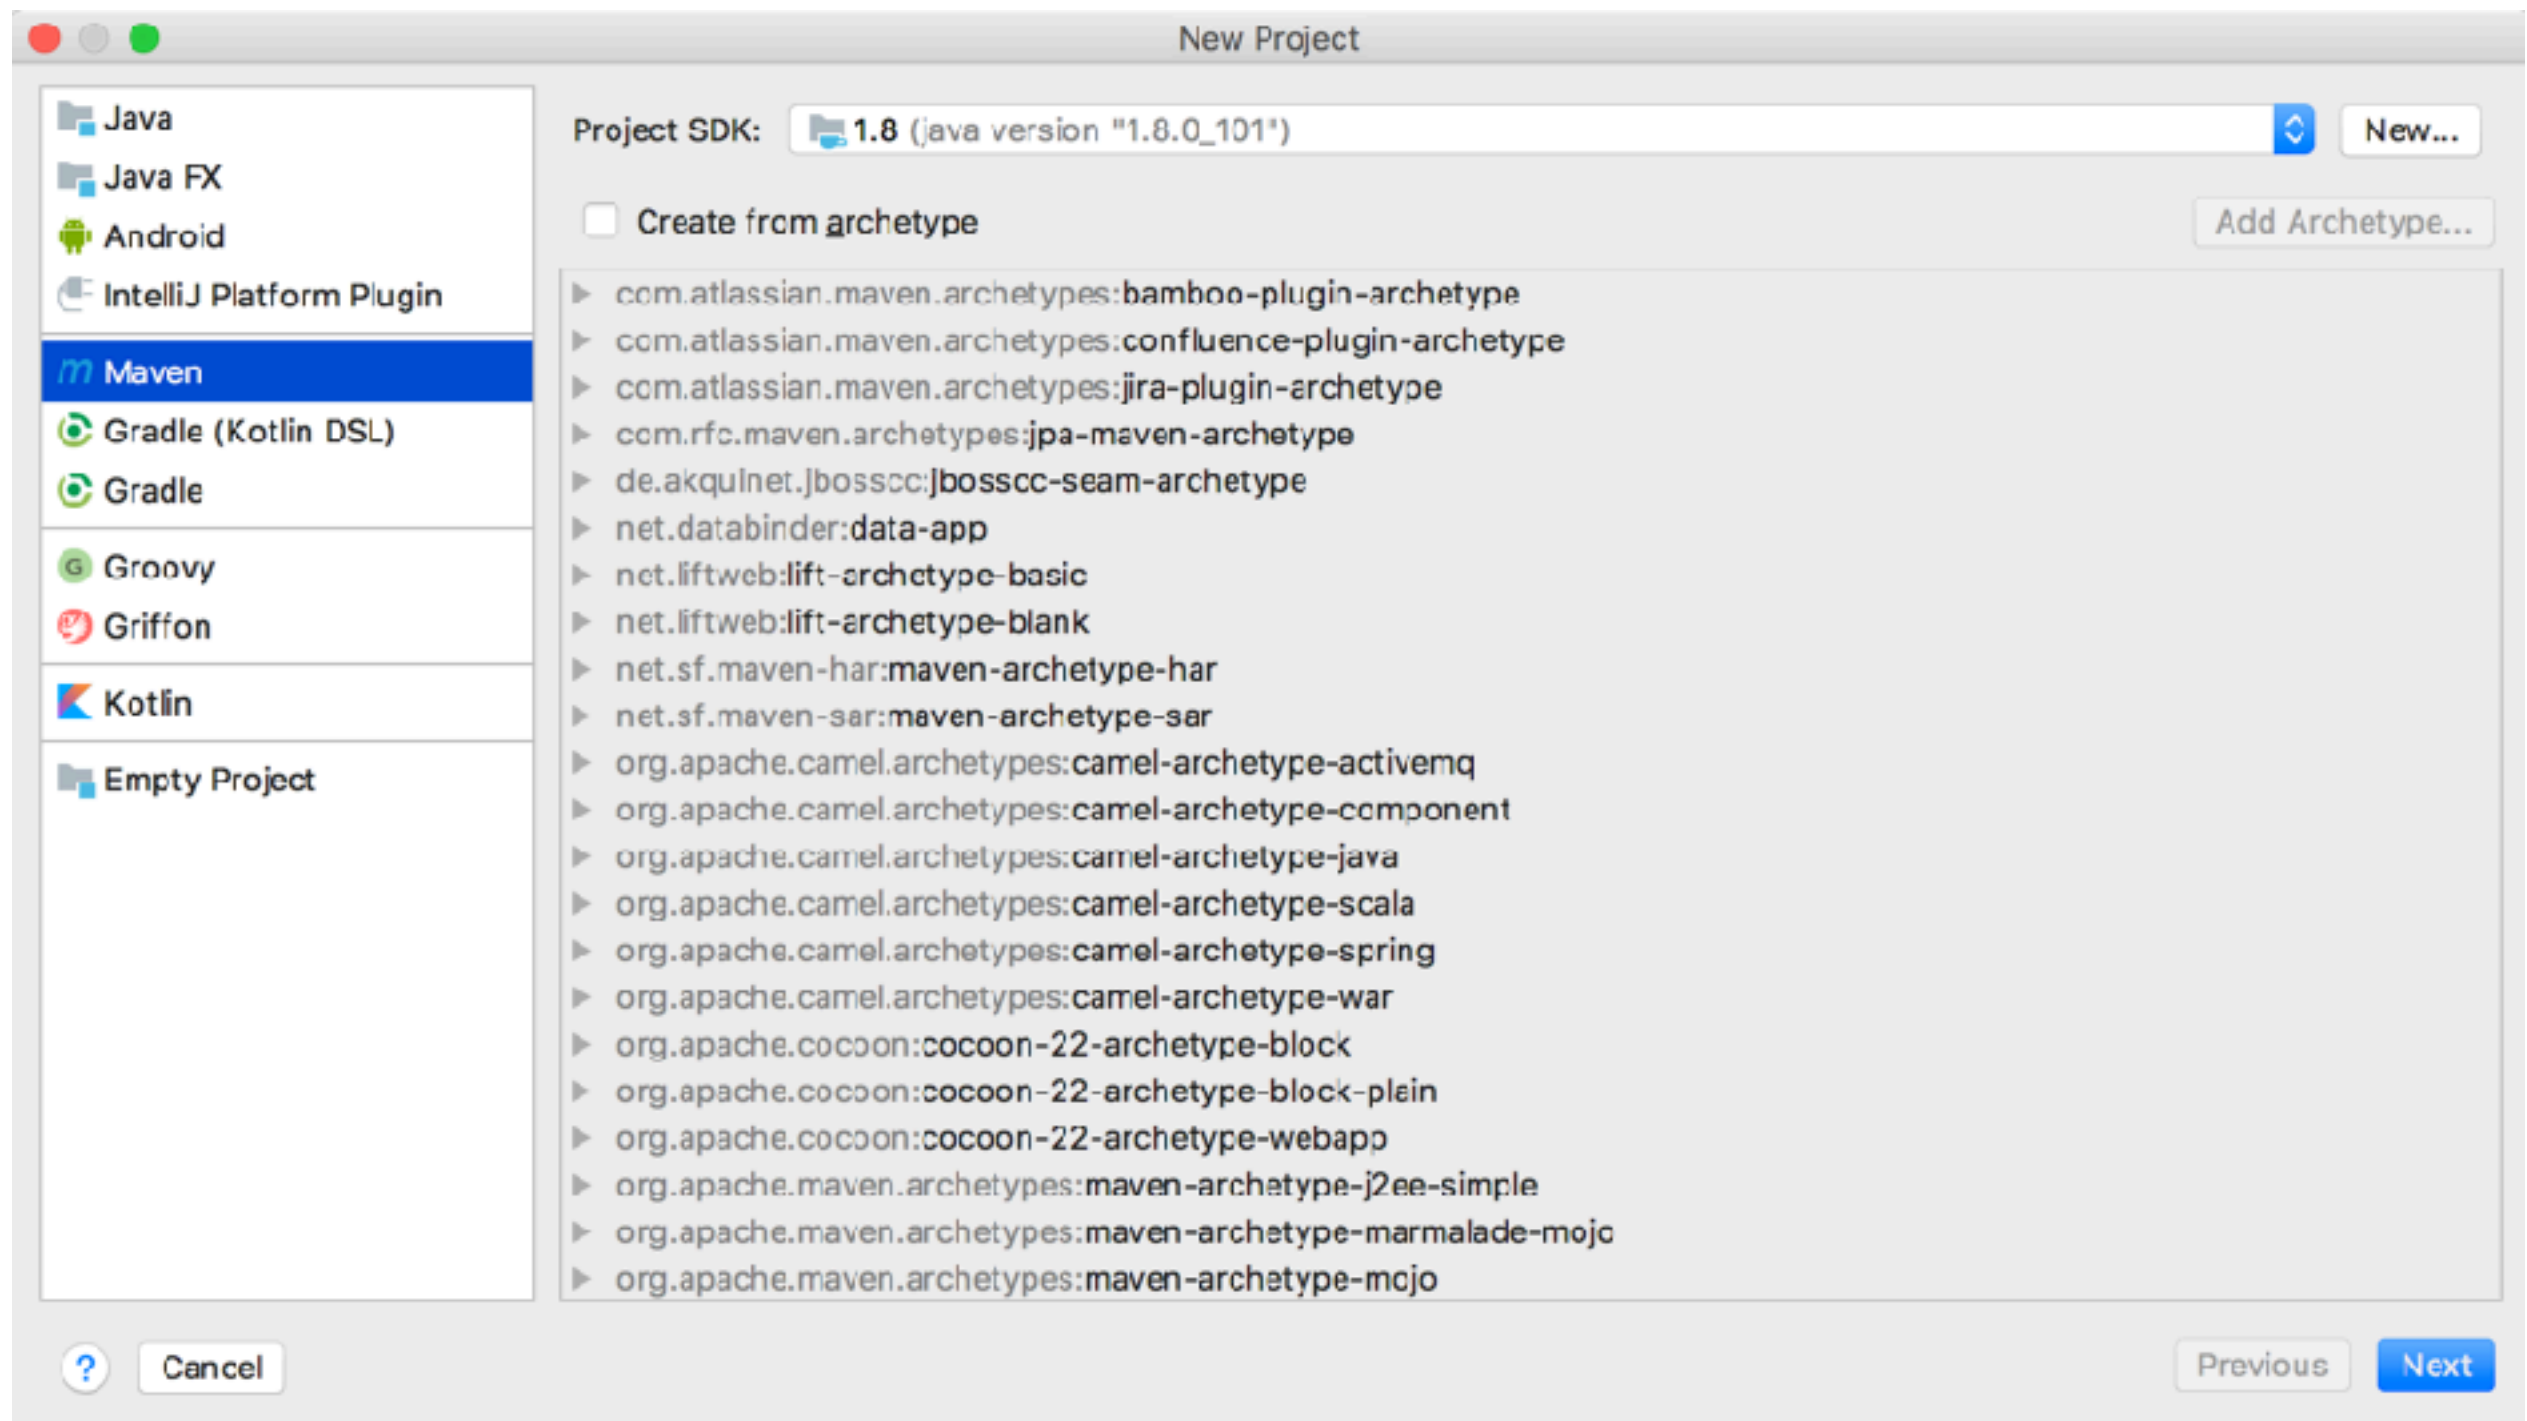 New Project
Java
Java FX
Android
IntelliJ Platform Plugin
m Maven
Gradle (Kotlin DSL)
Gradle
G Groovy
Griffon
Kotlin
Empty Project
Project SDK: 1.8 (java version "1.8.0_101") New...
Create from archetype Add Archetype...
com.atlassian.maven.archetypes:bamboo-plugin-archetype
com.atlassian.maven.archetypes:confluence-plugin-archetype
com.atlassian.maven.archetypes:jira-plugin-archetype
com.rfc.maven.archetypes:jpa-maven-archetype
de.akquinet.jbosscc:jbosscc-seam-archetype
net.databinder:data-app
net.liftweb:lift-archetype-basic
net.liftweb:lift-archetype-blank
net.sf.maven-har:maven-archetype-har
net.sf.maven-sar:maven-archetype-sar
org.apache.camel.archetypes:camel-archetype-activemq
org.apache.camel.archetypes:camel-archetype-component
org.apache.camel.archetypes:camel-archetype-java
org.apache.camel.archetypes:camel-archetype-scala
org.apache.camel.archetypes:camel-archetype-spring
org.apache.camel.archetypes:camel-archetype-war
org.apache.cocoon:cocoon-22-archetype-block
org.apache.cocoon:cocoon-22-archetype-block-plain
org.apache.cocoon:cocoon-22-archetype-webapp
org.apache.maven.archetypes:maven-archetype-j2ee-simple
org.apache.maven.archetypes:maven-archetype-marmalade-mojo
org.apache.maven.archetypes:maven-archetype-mojo
? Cancel Previous Next